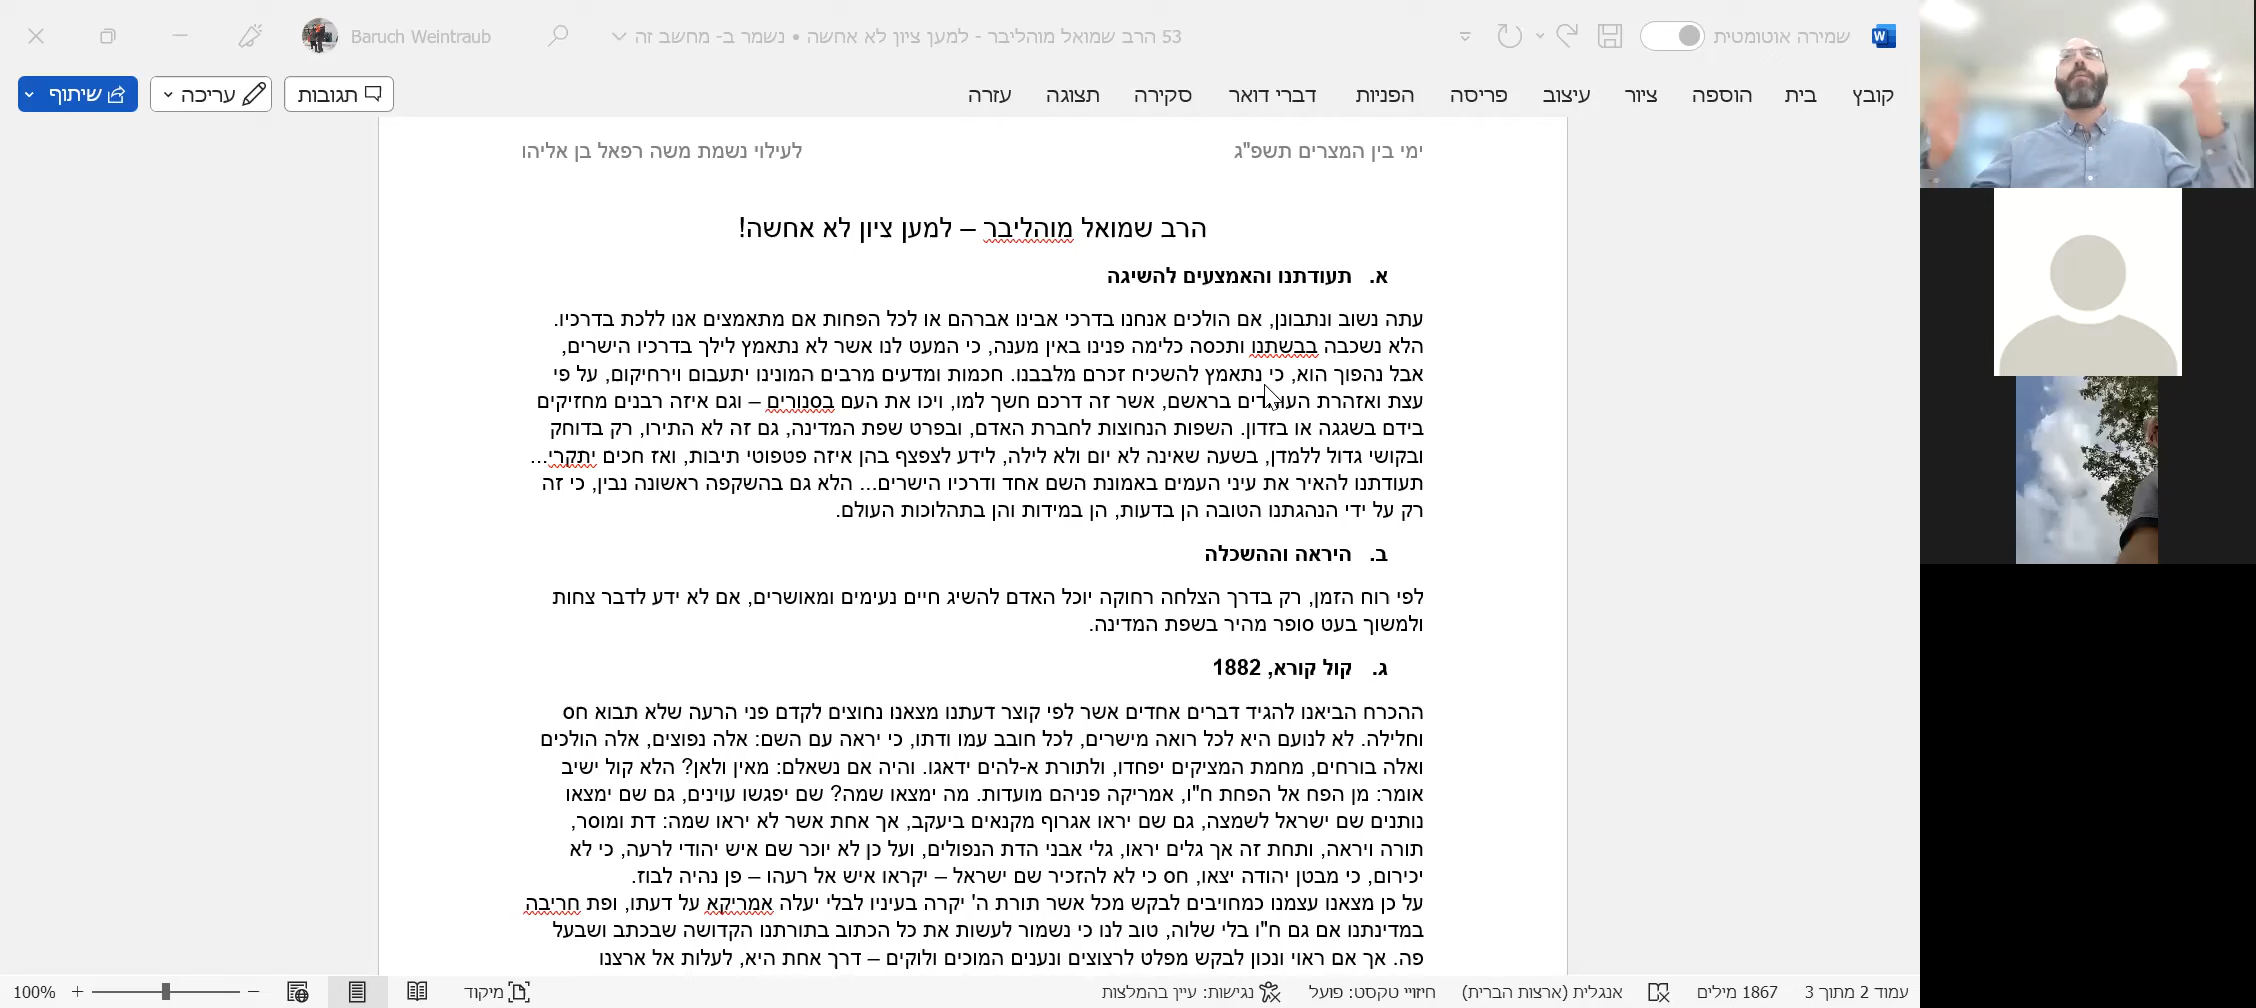 שמירה אוטומטית
53 הרב שמואל מוהליבר - למען ציון לא אחשה • נשמר ב- מחשב זה
Baruch Weintraub
קובץ בית הוספה ציור עיצוב פריסה הפניות דברי דואר סקירה תצוגה עזרה
תגובות עריכה שיתוף
ימי בין המצרים תשפ"ג לעילוי נשמת משה רפאל בן אליהו
הרב שמואל מוהליבר – למען ציון לא אחשה!
א. תעודתנו והאמצעים להשיגה
עתה נשוב ונתבונן, אם הולכים אנחנו בדרכי אבינו אברהם או לכל הפחות אם מתאמצים אנו ללכת בדרכיו.
הלא נשכבה בבשתנו ותכסה כלימה פנינו באין מענה, כי המעט לנו אשר לא נתאמץ לילך בדרכיו הישרים,
אבל נהפוך הוא, כי נתאמץ להשכיח זכרם מלבבנו. חכמות ומדעים מרבים המונינו יתעבום וירחיקום, על פי
עצת ואזהרת העומדים בראשם, אשר זה דרכם חשך למו, ויכו את העם בסנורים – וגם איזה רבנים מחזיקים
בידם בשגגה או בזדון. השפות הנחוצות לחברת האדם, ובפרט שפת המדינה, גם זה לא התירו, רק בדוחק
ובקושי גדול ללמדן, בשעה שאינה לא יום ולא לילה, לידע לצפצף בהן איזה פטפוטי תיבות, ואז חכים יתקרי...
תעודתנו להאיר את עיני העמים באמונת השם אחד ודרכיו הישרים... הלא גם בהשקפה ראשונה נבין, כי זה
רק על ידי הנהגתנו הטובה הן בדעות, הן במידות והן בתהלוכות העולם.
ב. היראה וההשכלה
לפי רוח הזמן, רק בדרך הצלחה רחוקה יוכל האדם להשיג חיים נעימים ומאושרים, אם לא ידע לדבר צחות
ולמשוך בעט סופר מהיר בשפת המדינה.
ג. קול קורא, 1882
ההכרח הביאנו להגיד דברים אחדים אשר לפי קוצר דעתנו מצאנו נחוצים לקדם פני הרעה שלא תבוא חס
וחלילה. לא לנועם היא לכל רואה מישרים, לכל חובב עמו ודתו, כי יראה עם השם: אלה נפוצים, אלה הולכים
ואלה בורחים, מחמת המציקים יפחדו, ולתורת א-להים ידאגו. והיה אם נשאלם: מאין ולאן? הלא קול ישיב
אומר: מן הפח אל הפחת ח"ו, אמריקה פניהם מועדות. מה ימצאו שמה? שם יפגשו עוינים, גם שם ימצאו
נותנים שם ישראל לשמצה, גם שם יראו אגרוף מקנאים ביעקב, אך אחת אשר לא יראו שמה: דת ומוסר,
תורה ויראה, ותחת זה אך גלים יראו, גלי אבני הדת הנפולים, ועל כן לא יוכר שם איש יהודי לרעה, כי לא
יכירום, כי מבטן יהודה יצאו, חס כי לא להזכיר שם ישראל – יקראו איש אל רעהו – פן נהיה לבוז.
על כן מצאנו עצמנו כמחויבים לבקש מכל אשר תורת ה' יקרה בעיניו לבלי יעלה אמריקא על דעתו, ופת חריבה
במדינתנו אם גם ח"ו בלי שלוה, טוב לנו כי נשמור לעשות את כל הכתוב בתורתנו הקדושה שבכתב ושבעל
פה. אך אם ראוי ונכון לבקש מפלט לרצוצים ונענים המוכים ולוקים – דרך אחת היא, לעלות אל ארצנו
עמוד 2 מתוך 3 1867 מילים אנגלית (ארצות הברית) חיזויי טקסט: פועל נגישות: עיין בהמלצות מיקוד 100%